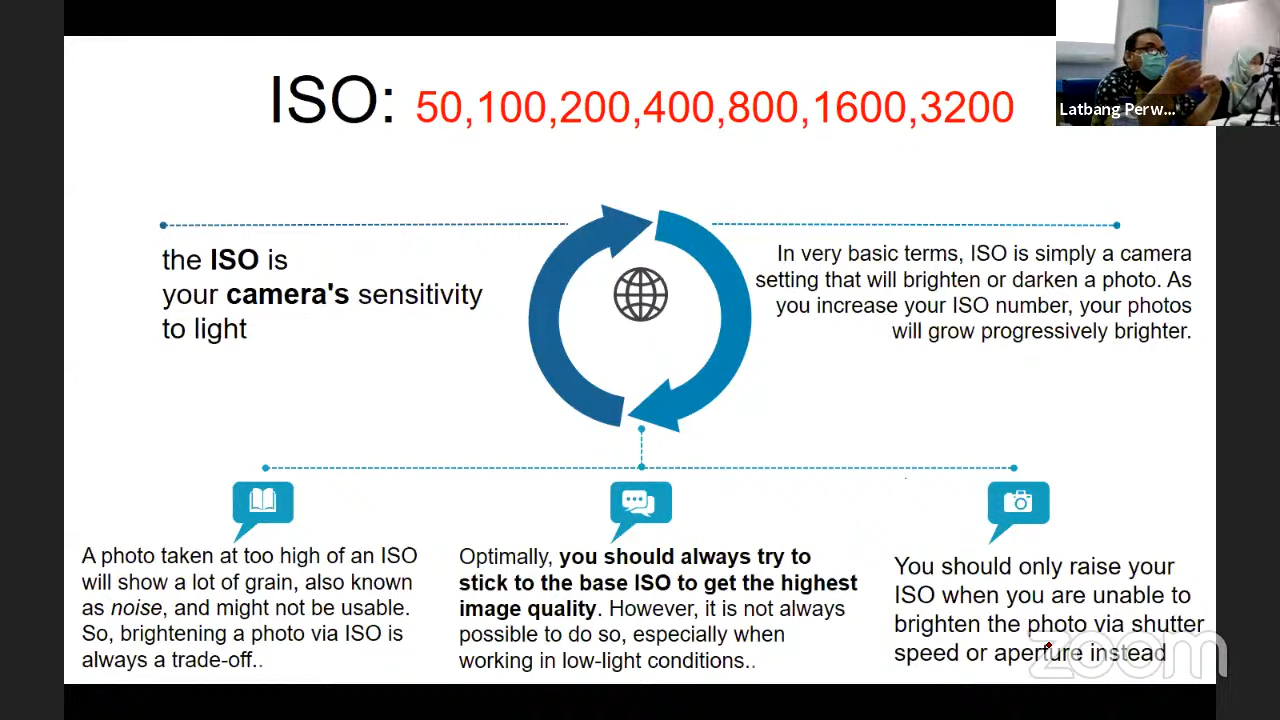 ISO: 50,100,200,400,800,1600,3200
Latbang Perw...
the ISO is
your camera's sensitivity
to light
In very basic terms, ISO is simply a camera
setting that will brighten or darken a photo. As
you increase your ISO number, your photos
will grow progressively brighter.
A photo taken at too high of an ISO
will show a lot of grain, also known
as noise, and might not be usable.
So, brightening a photo via ISO is
always a trade-off..
Optimally, you should always try to
stick to the base ISO to get the highest
image quality. However, it is not always
possible to do so, especially when
working in low-light conditions..
You should only raise your
ISO when you are unable to
brighten the photo via shutter
speed or aperture instead
zoom